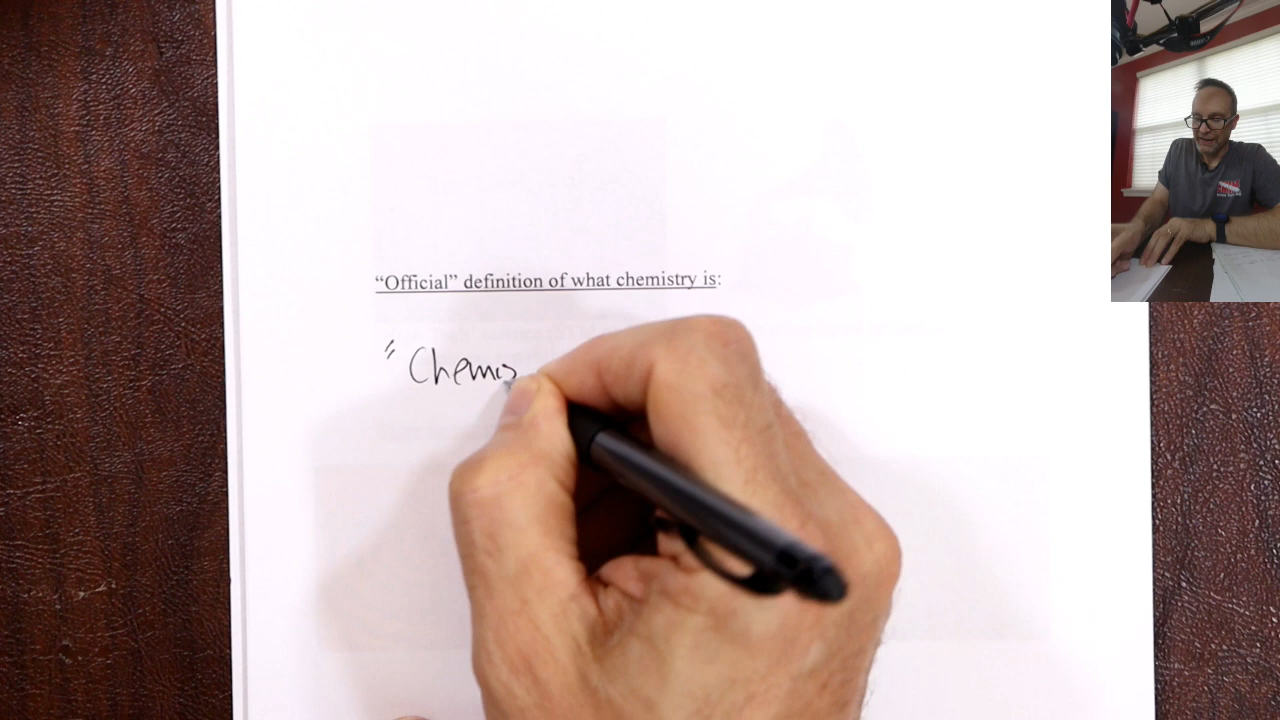 “Official” definition of what chemistry is:
“ Chemis